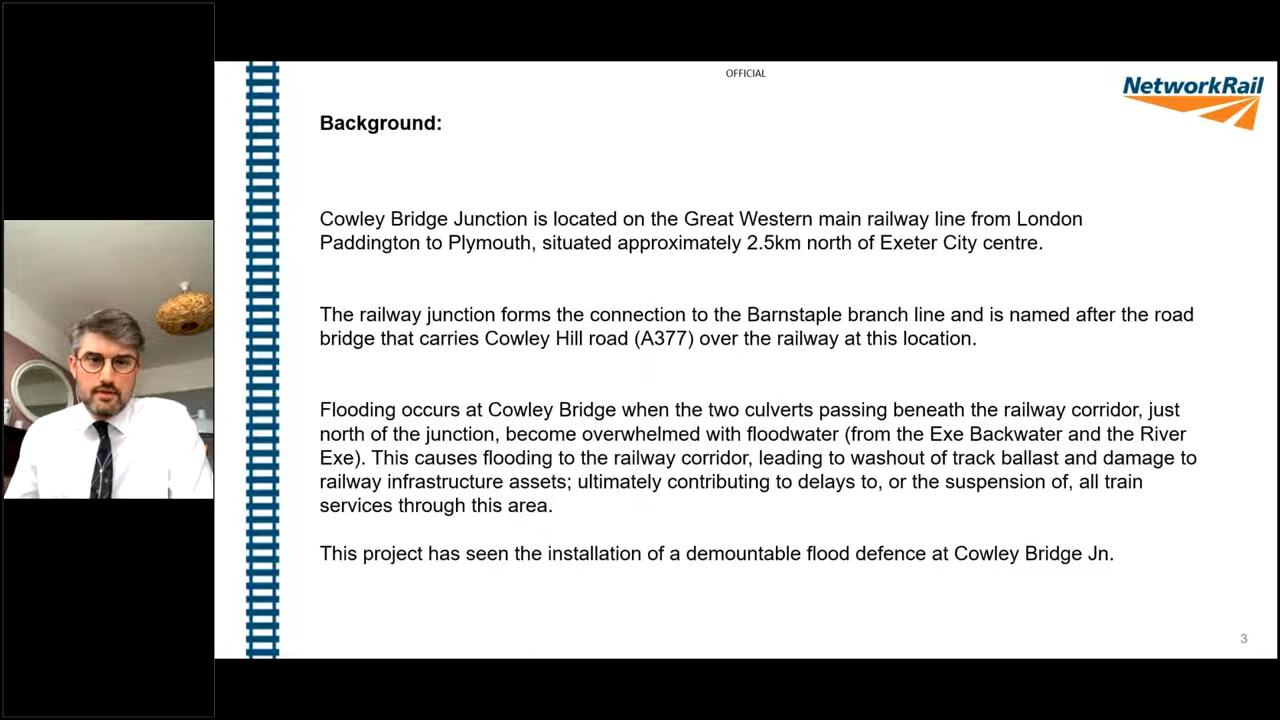 OFFICIAL
NetworkRail
Background:
Cowley Bridge Junction is located on the Great Western main railway line from London
Paddington to Plymouth, situated approximately 2.5km north of Exeter City centre.
The railway junction forms the connection to the Barnstaple branch line and is named after the road
bridge that carries Cowley Hill road (A377) over the railway at this location.
Flooding occurs at Cowley Bridge when the two culverts passing beneath the railway corridor, just
north of the junction, become overwhelmed with floodwater (from the Exe Backwater and the River
Exe). This causes flooding to the railway corridor, leading to washout of track ballast and damage to
railway infrastructure assets; ultimately contributing to delays to, or the suspension of, all train
services through this area.
This project has seen the installation of a demountable flood defence at Cowley Bridge Jn.
3